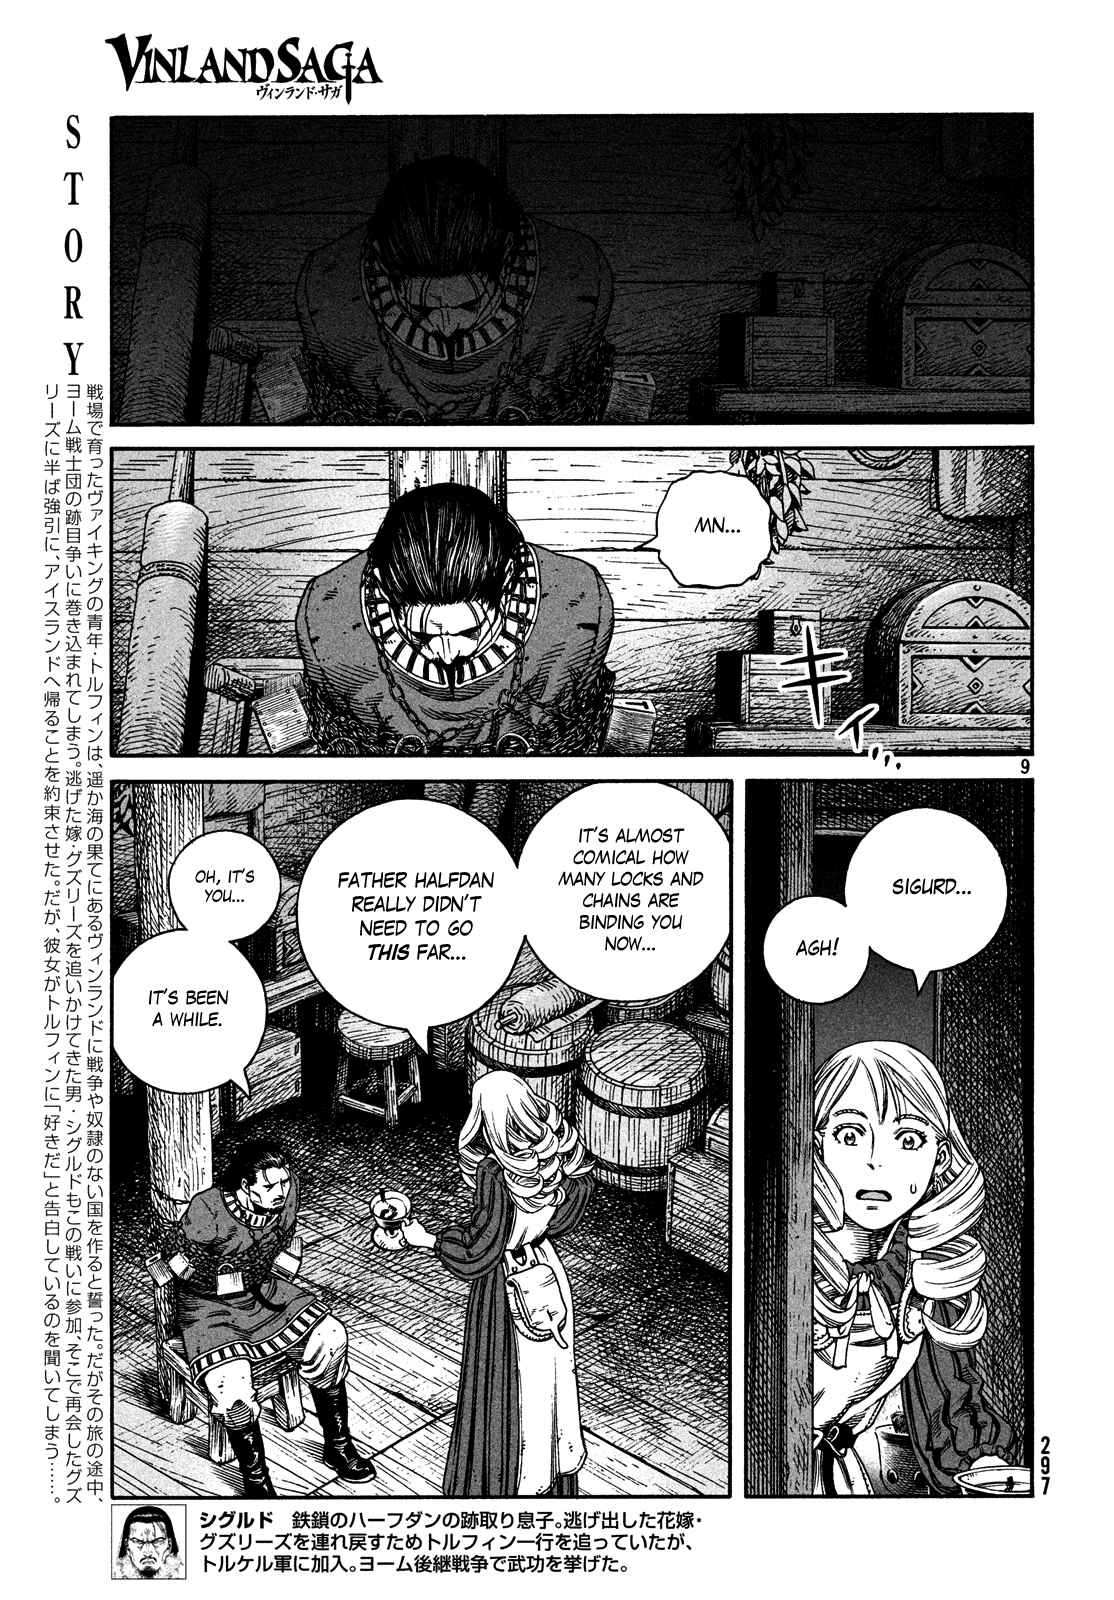 VINLAND SAGA
ヴィンランド・サガ
STORY
戦場で育ったヴァイキングの青年・トルフィンは、遥か海の果てにあるヴィンランドに戦争や奴隷のない国を作ると誓った。だがその旅の途中、
ヨーム戦士団の跡目争いに巻き込まれてしまう。逃げた嫁・グズリーズを追いかけてきた男・シグルドもこの戦いに参加、そこで再会したグズ
リーズに半ば強引に、アイスランドへ帰ることを約束させた。だが、彼女がトルフィンに「好きだ」と告白しているのを聞いてしまう……。
MN...
キイ...
9
SIGURD...
AGH!
IT'S ALMOST
COMICAL HOW
MANY LOCKS AND
CHAINS ARE
BINDING YOU
NOW...
FATHER HALFDAN
REALLY DIDN'T
NEED TO GO
THIS FAR...
OH, IT'S
YOU...
IT'S BEEN
A WHILE.
297
シグルド 鉄鎖のハーフダンの跡取り息子。逃げ出した花嫁・
グズリーズを連れ戻すためトルフィン一行を追っていたが、
トルケル軍に加入。ヨーム後継戦争で武功を挙げた。